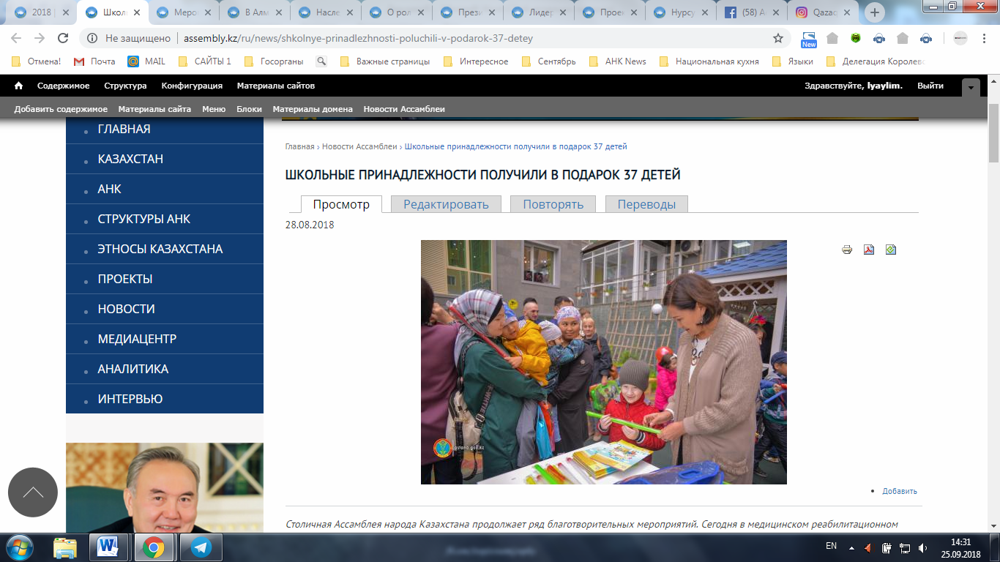 2018 |
Школ
Меро
В Алм
Насле
О рол
Прези
Лидер
Проек
Нурсу
(58) А
Qazaq
Не защищено
assembly.kz/ru/news/shkolnye-prinadlezhnosti-poluchili-v-podarok-37-detey
New
Отмена!
Почта
MAIL
САЙТЫ 1
Госорганы
Важные страницы
Интересное
Сентябрь
АНК News
Национальная кухня
Языки
Делегация Королевс
Содержимое
Структура
Конфигурация
Материалы сайтов
Здравствуйте, lyaylim.
Выйти
Добавить содержимое
Материалы сайта
Меню
Блоки
Материалы домена
Новости Ассамблеи
ГЛАВНАЯ
КАЗАХСТАН
АНК
СТРУКТУРЫ АНК
ЭТНОСЫ КАЗАХСТАНА
ПРОЕКТЫ
НОВОСТИ
МЕДИАЦЕНТР
АНАЛИТИКА
ИНТЕРВЬЮ
Главная › Новости Ассамблеи › Школьные принадлежности получили в подарок 37 детей
ШКОЛЬНЫЕ ПРИНАДЛЕЖНОСТИ ПОЛУЧИЛИ В ПОДАРОК 37 ДЕТЕЙ
Просмотр
Редактировать
Повторять
Переводы
28.08.2018
astana.gov.kz
Добавить
Столичная Ассамблея народа Казахстана продолжает ряд благотворительных мероприятий. Сегодня в медицинском реабилитационном
EN
14:31
25.09.2018